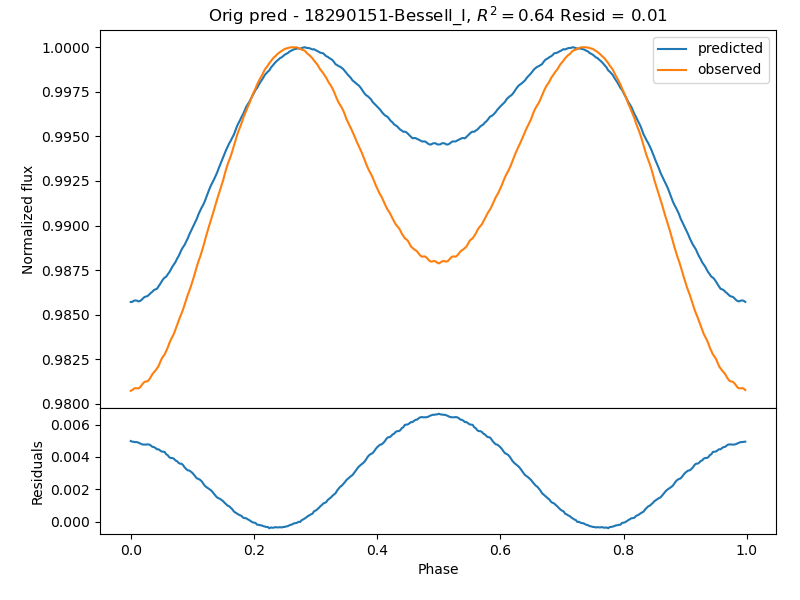 Orig pred - 18290151-Bessell_I, R² = 0.64 Resid = 0.01
predicted
observed
Normalized flux
1.0000
0.9975
0.9950
0.9925
0.9900
0.9875
0.9850
0.9825
0.9800
Residuals
0.006
0.004
0.002
0.000
0.0 0.2 0.4 0.6 0.8 1.0
Phase